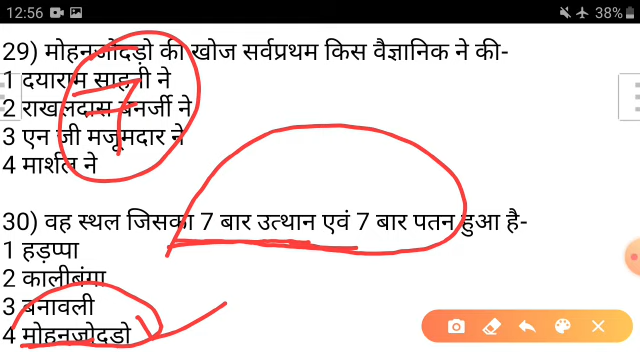 12:56
38%
29) मोहनजोदड़ो की खोज सर्वप्रथम किस वैज्ञानिक ने की-
1 दयाराम साहनी ने
2 राखलदास बनर्जी ने
3 एन जी मजूमदार ने
4 मार्शल ने
7
30) वह स्थल जिसका 7 बार उत्थान एवं 7 बार पतन हुआ है-
1 हड़प्पा
2 कालीबंगा
3 बनावली
4 मोहनजोदडो